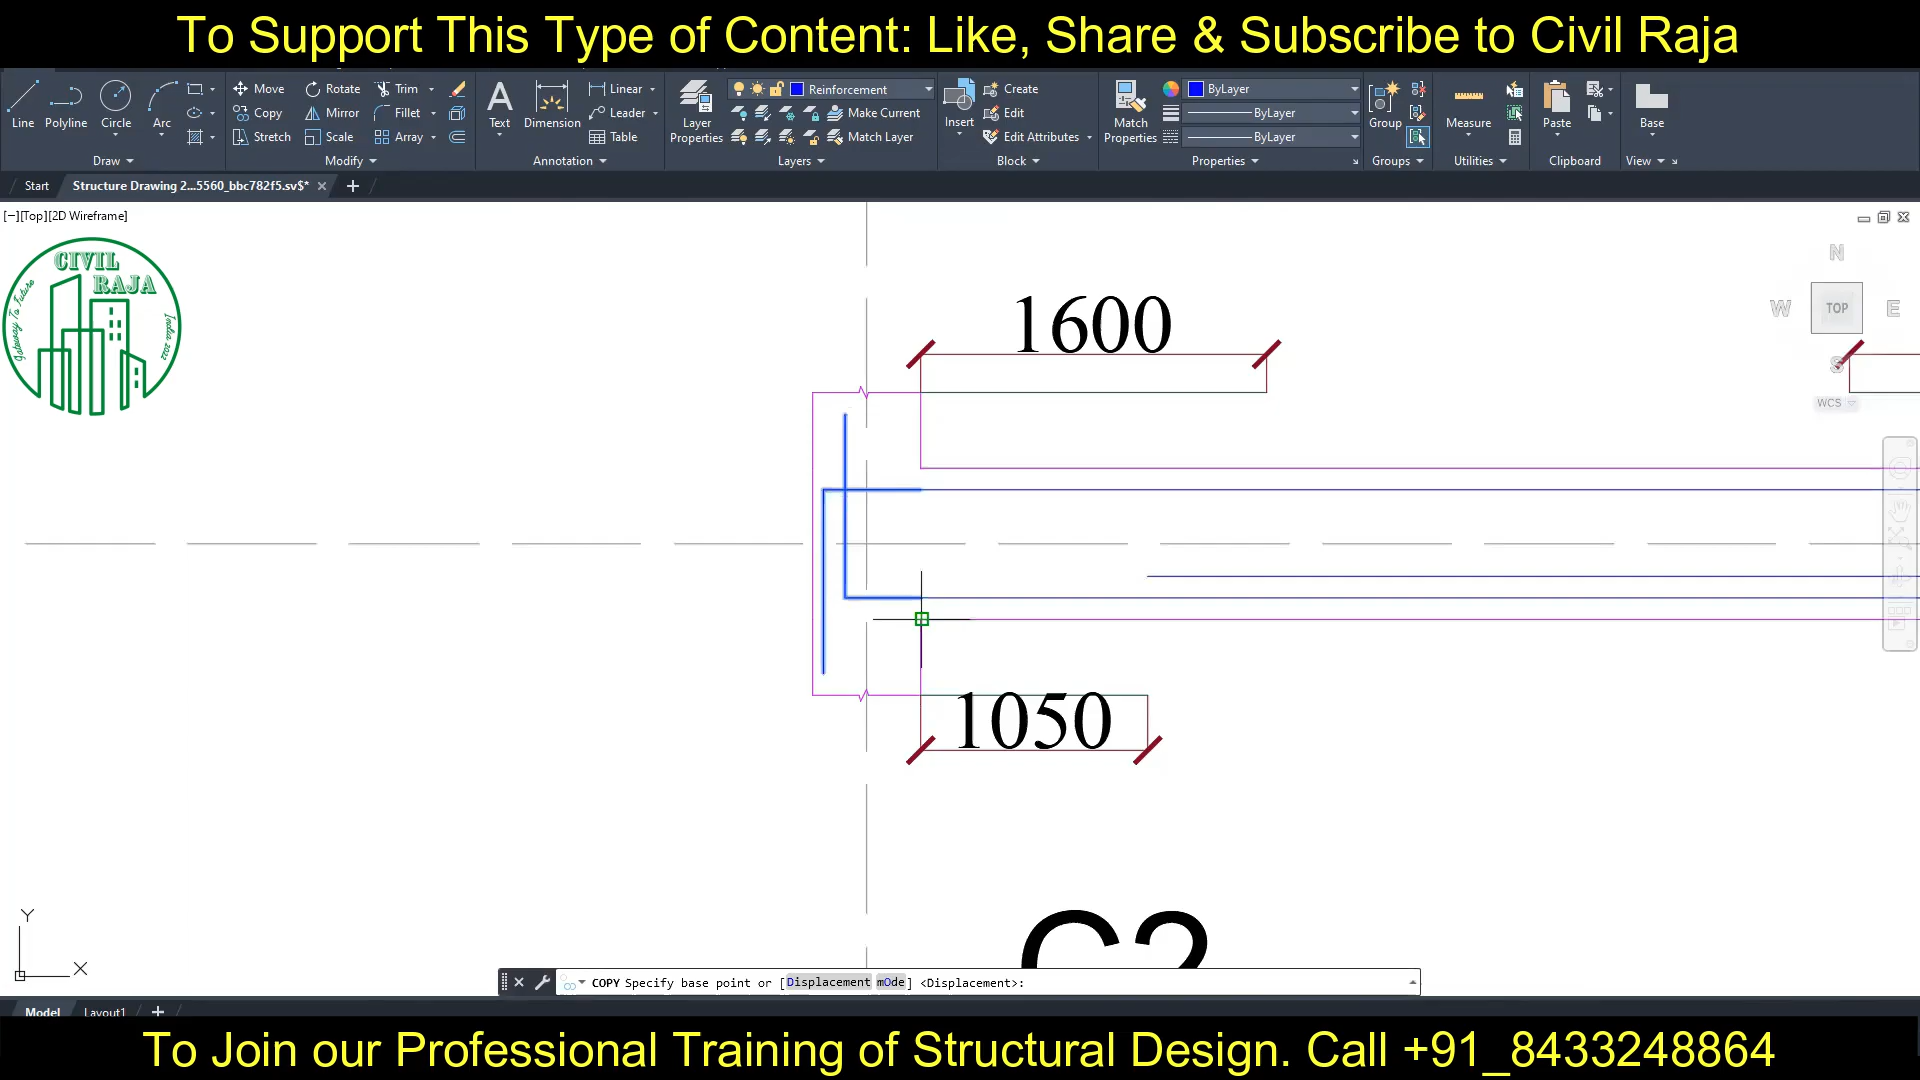 To Support This Type of Content: Like, Share & Subscribe to Civil Raja
Line Polyline Circle Arc
Move Rotate Trim
Copy Mirror Fillet
Stretch Scale Array
Text Dimension
Linear
Leader
Table
Layer Properties
Reinforcement
Make Current
Match Layer
Insert
Create
Edit
Edit Attributes
Match Properties
ByLayer
ByLayer
ByLayer
Group
Measure
Paste
Base
Draw Modify Annotation Layers Block Properties Groups Utilities Clipboard View
Start Structure Drawing 2...5560_bbc782f5.sv$*
[−][Top][2D Wireframe]
CIVIL
RAJA
Gateway To Future
N
W TOP E
S
WCS
1600
1050
C2
Y
X
COPY Specify base point or [Displacement mOde] <Displacement>:
Model Layout1
To Join our Professional Training of Structural Design. Call +91_8433248864